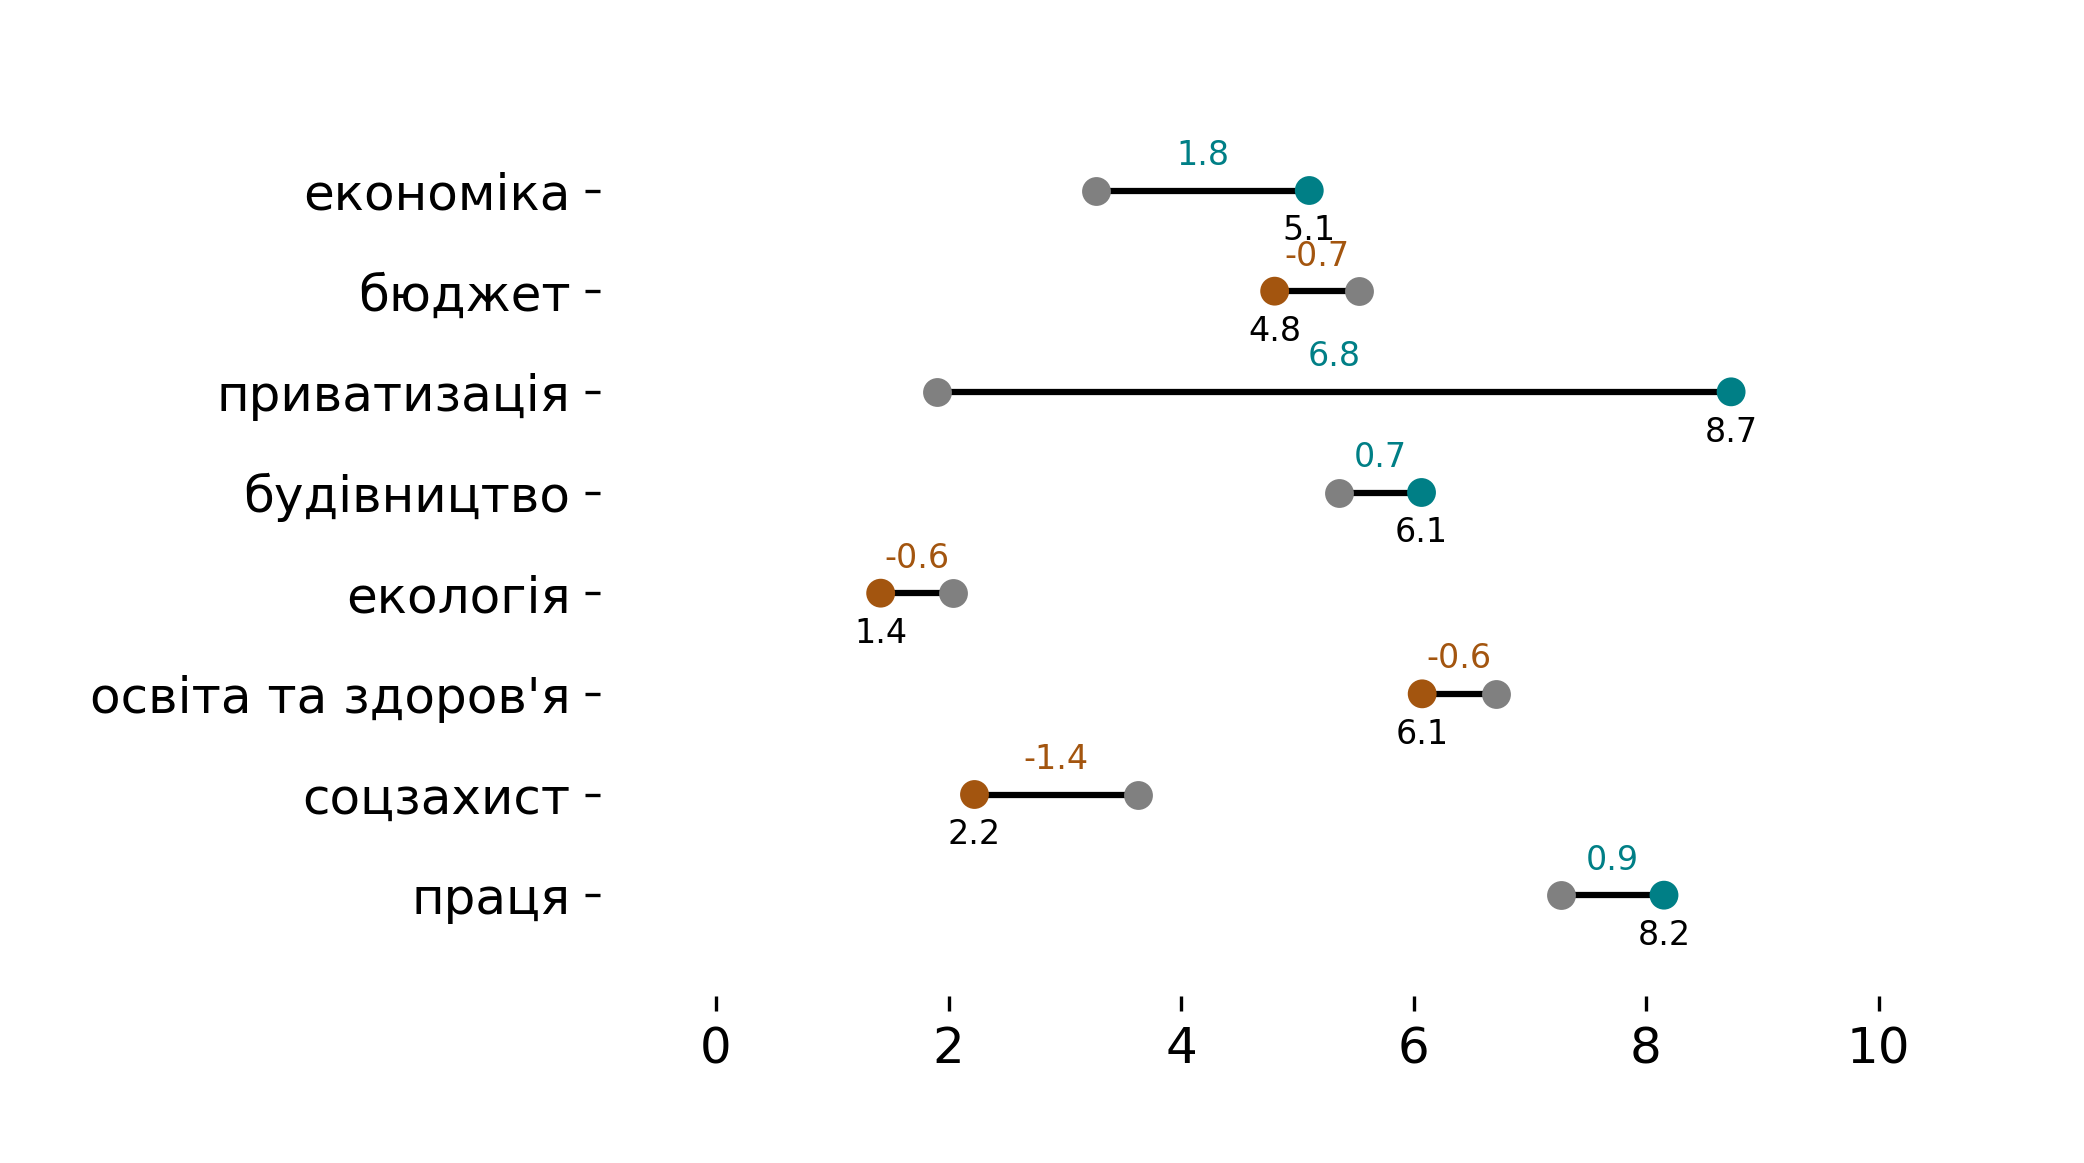 1.8
економіка
5.1
-0.7
бюджет
4.8
6.8
приватизація
8.7
0.7
будівництво
6.1
-0.6
екологія
1.4
-0.6
освіта та здоров'я
6.1
-1.4
соцзахист
2.2
0.9
праця
8.2
0 2 4 6 8 10